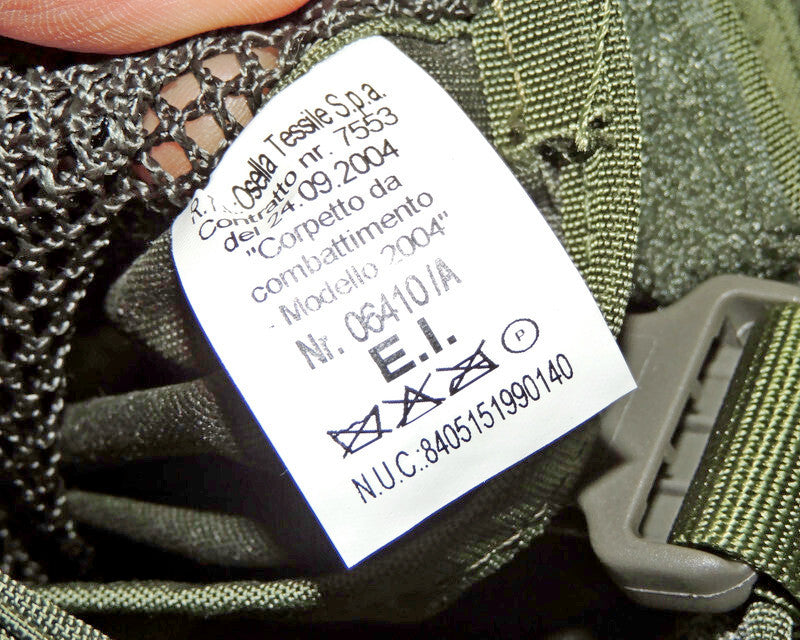 Osella Tessile S.p.a.
Contratto nr. 7553
del 24.09.2004
"Corpetto da
combattimento
Modello 2004"
Nr. 06410/A
E.I.
P
N.U.C.:8405151990140